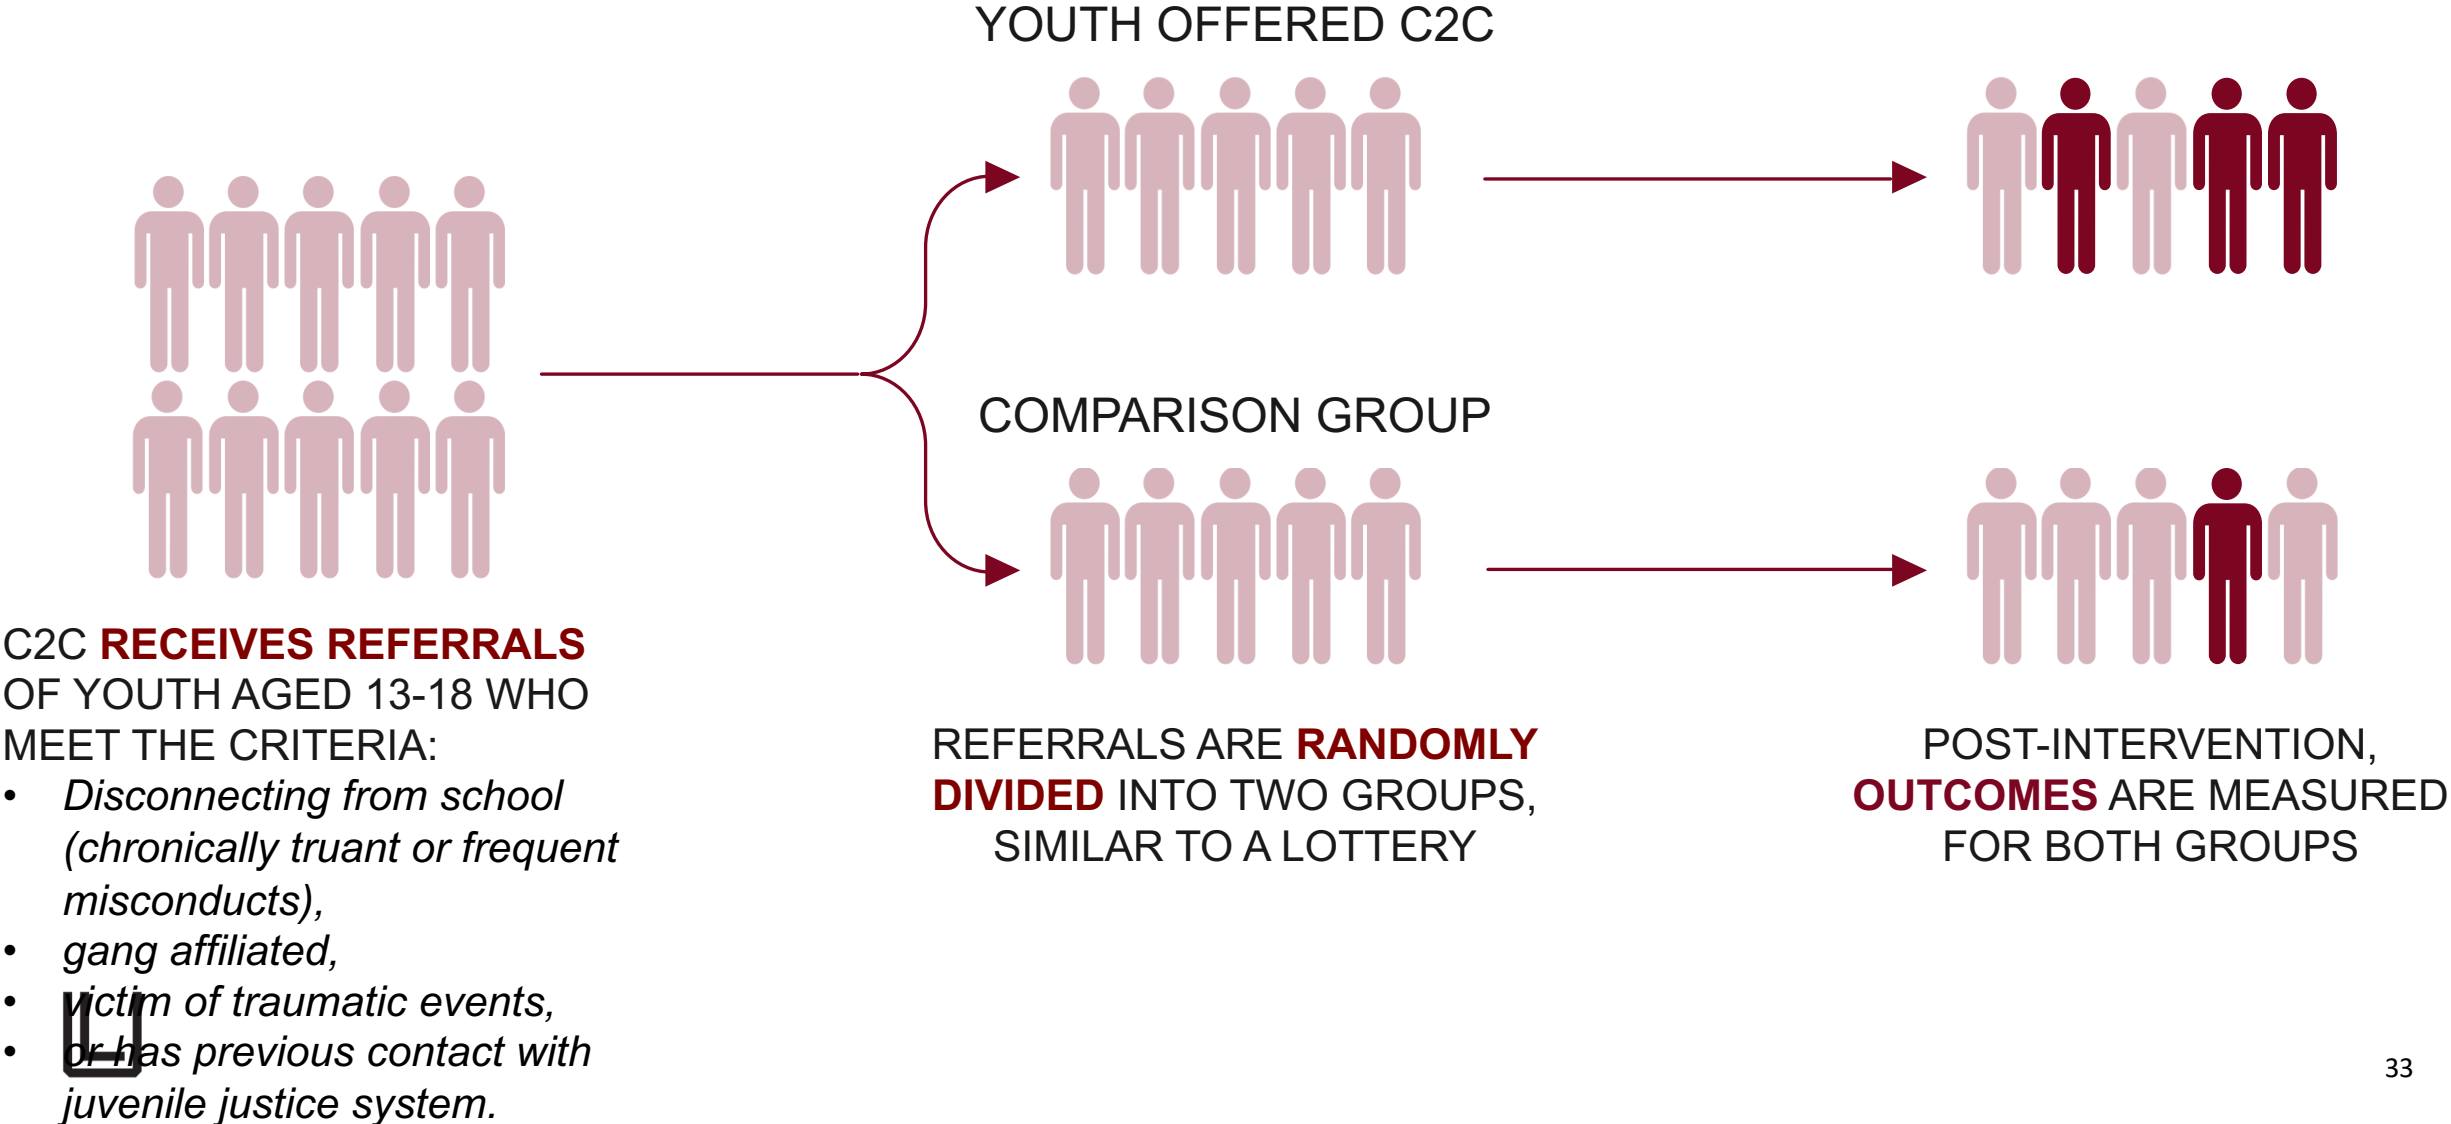 YOUTH OFFERED C2C
COMPARISON GROUP
C2C RECEIVES REFERRALS
OF YOUTH AGED 13-18 WHO
MEET THE CRITERIA:
• Disconnecting from school
(chronically truant or frequent
misconducts),
• gang affiliated,
• victim of traumatic events,
• or has previous contact with
juvenile justice system.
REFERRALS ARE RANDOMLY
DIVIDED INTO TWO GROUPS,
SIMILAR TO A LOTTERY
POST-INTERVENTION,
OUTCOMES ARE MEASURED
FOR BOTH GROUPS
33